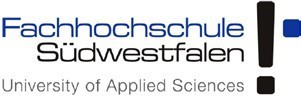 Fachhochschule
Südwestfalen
University of Applied Sciences